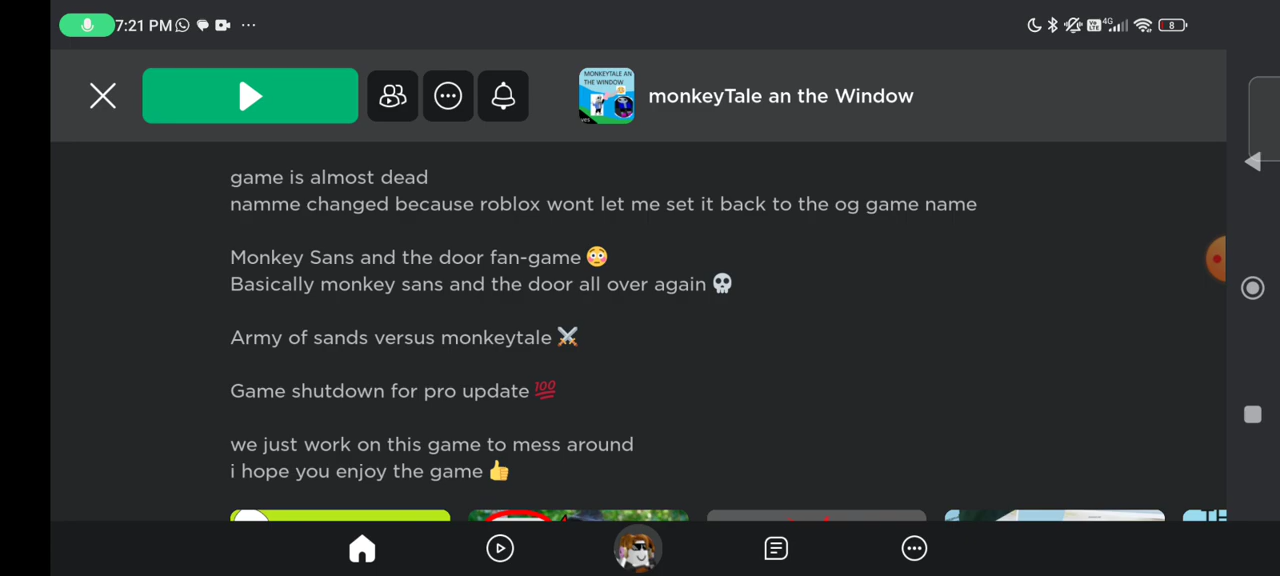 7:21 PM
4G
8
MONKEYTALE AN
THE WINDOW
yes
monkeyTale an the Window
game is almost dead
namme changed because roblox wont let me set it back to the og game name
Monkey Sans and the door fan-game 😳
Basically monkey sans and the door all over again 💀
Army of sands versus monkeytale ⚔️
Game shutdown for pro update 💯
we just work on this game to mess around
i hope you enjoy the game 👍